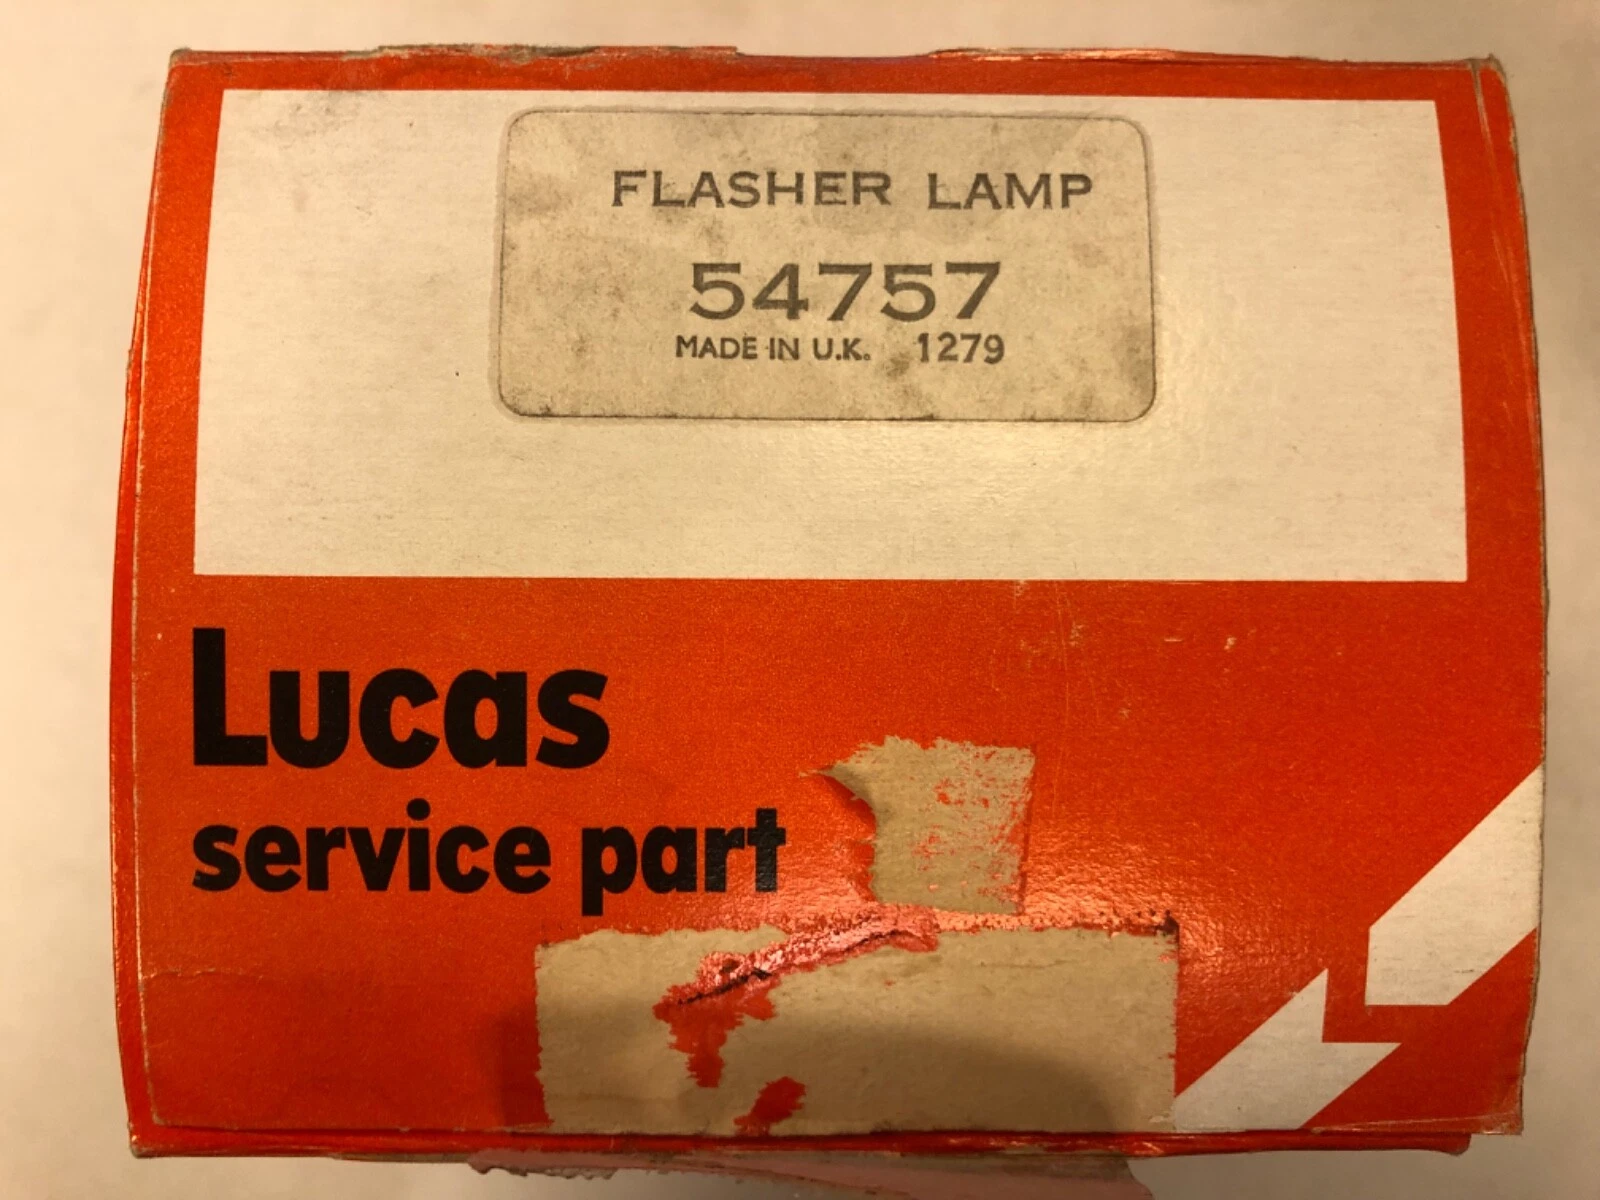 FLASHER LAMP
54757
MADE IN U.K. 1279
Lucas
service part